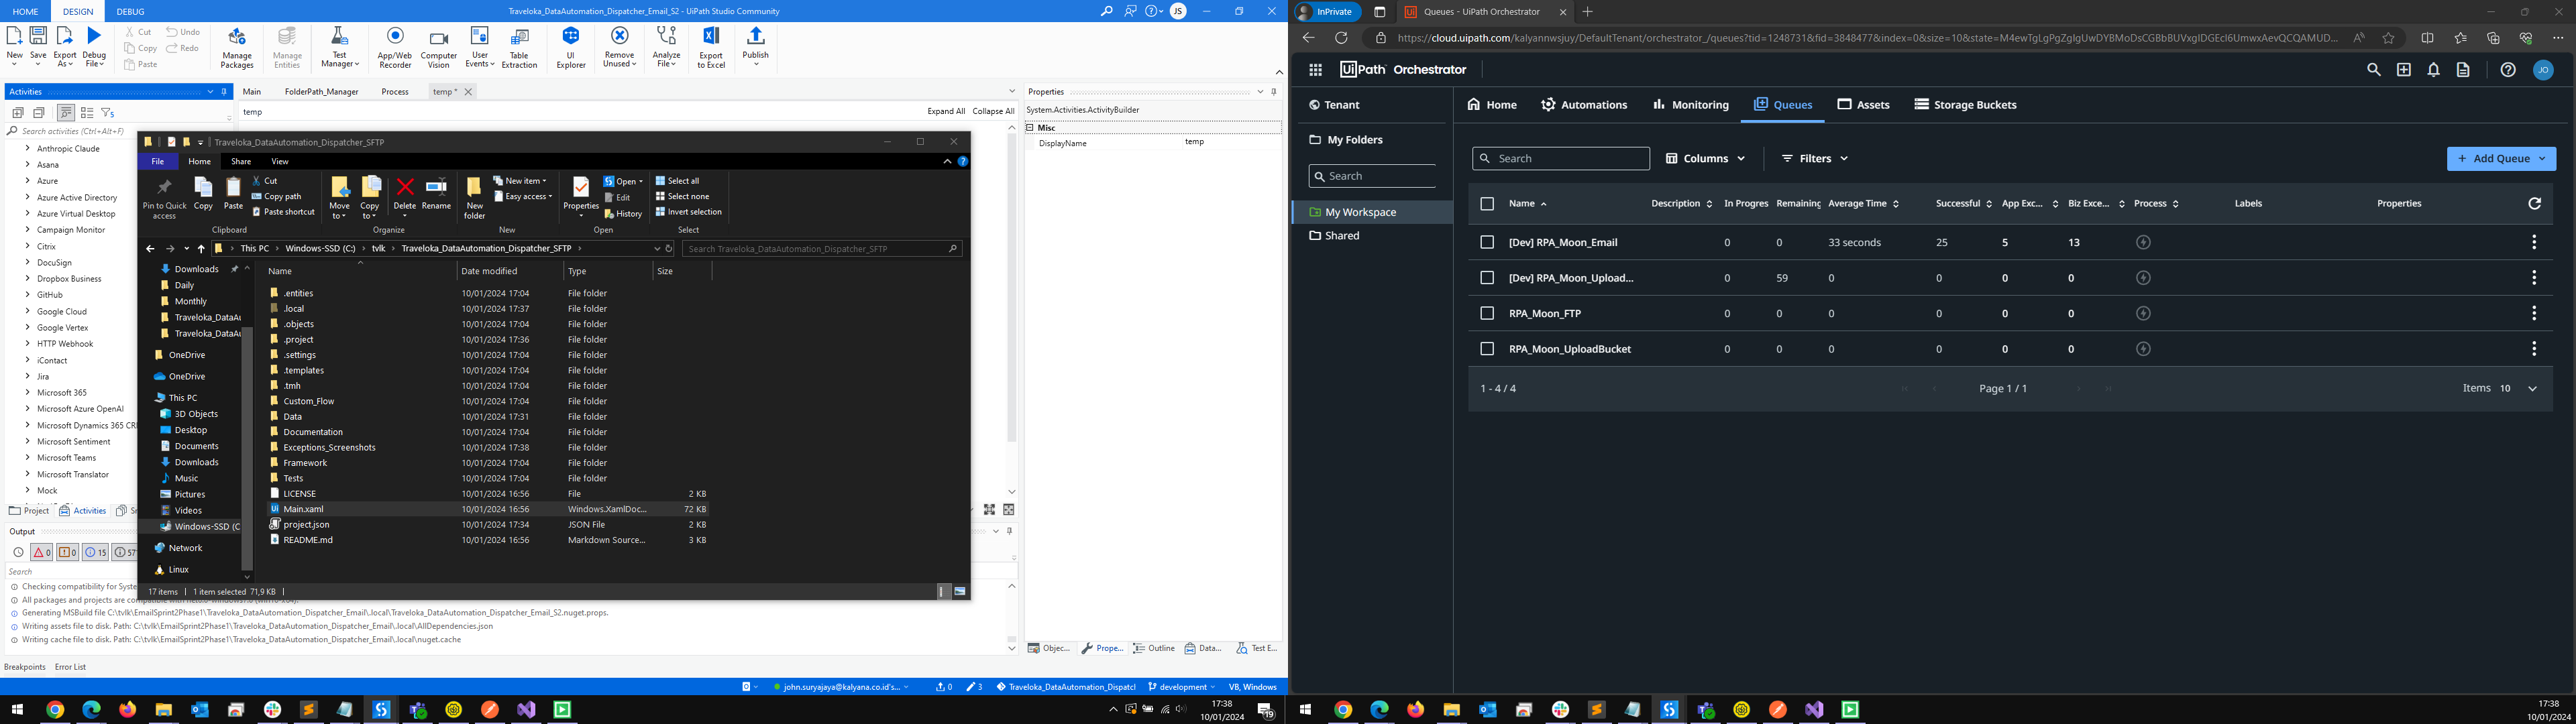 HOME DESIGN DEBUG Traveloka_DataAutomation_Dispatcher_Email_S2 - UiPath Studio Community JS
New Save Export As Debug File Cut Copy Paste Undo Redo Manage Packages Manage Entities Test Manager App/Web Recorder Computer Vision User Events Table Extraction UI Explorer Remove Unused Analyze File Export to Excel Publish
Activities
Search activities (Ctrl+Alt+F)
Anthropic Claude
Asana
Azure
Azure Active Directory
Azure Virtual Desktop
Campaign Monitor
Citrix
DocuSign
Dropbox Business
GitHub
Google Cloud
Google Vertex
HTTP Webhook
iContact
Jira
Microsoft 365
Microsoft Azure OpenAI
Microsoft Dynamics 365 CR
Microsoft Sentiment
Microsoft Teams
Microsoft Translator
Mock
Project Activities
Main FolderPath_Manager Process temp *
temp Expand All Collapse All
Properties
System.Activities.ActivityBuilder
Misc
DisplayName temp
Traveloka_DataAutomation_Dispatcher_SFTP
File Home Share View
Pin to Quick access Copy Paste Cut Copy path Paste shortcut Move to Copy to Delete Rename New folder New item Easy access Properties Open Edit History Select all Select none Invert selection
Clipboard Organize New Open Select
This PC Windows-SSD (C:) tvlk Traveloka_DataAutomation_Dispatcher_SFTP Search Traveloka_DataAutomation_Dispatcher_SFTP
Downloads
Daily
Monthly
Traveloka_DataAu
Traveloka_DataAu
OneDrive
OneDrive
This PC
3D Objects
Desktop
Documents
Downloads
Music
Pictures
Videos
Windows-SSD (C
Network
Linux
Name Date modified Type Size
.entities 10/01/2024 17:04 File folder
.local 10/01/2024 17:37 File folder
.objects 10/01/2024 17:04 File folder
.project 10/01/2024 17:36 File folder
.settings 10/01/2024 17:04 File folder
.templates 10/01/2024 17:04 File folder
.tmh 10/01/2024 17:04 File folder
Custom_Flow 10/01/2024 17:04 File folder
Data 10/01/2024 17:31 File folder
Documentation 10/01/2024 17:04 File folder
Exceptions_Screenshots 10/01/2024 17:38 File folder
Framework 10/01/2024 17:04 File folder
Tests 10/01/2024 17:04 File folder
LICENSE 10/01/2024 16:56 File 2 KB
Main.xaml 10/01/2024 16:56 Windows.XamlDoc... 72 KB
project.json 10/01/2024 17:34 JSON File 2 KB
README.md 10/01/2024 16:56 Markdown Source... 3 KB
17 items 1 item selected 71,9 KB
Output
0 0 15 571
Search
Checking compatibility for Syste
All packages and projects are compatible with
Generating MSBuild file C:\tvlk\EmailSprint2Phase1\Traveloka_DataAutomation_Dispatcher_Email\.local\Traveloka_DataAutomation_Dispatcher_Email_S2.nuget.props.
Writing assets file to disk. Path: C:\tvlk\EmailSprint2Phase1\Traveloka_DataAutomation_Dispatcher_Email\.local\AllDependencies.json
Writing cache file to disk. Path: C:\tvlk\EmailSprint2Phase1\Traveloka_DataAutomation_Dispatcher_Email\.local\nuget.cache
Breakpoints Error List
Objec... Prope... Outline Data... Test E...
john.suryajaya@kalyana.co.id's... 0 3 Traveloka_DataAutomation_Dispatcl development VB, Windows
17:38
10/01/2024
19
InPrivate Queues - UiPath Orchestrator
UiPath Orchestrator JO
Tenant
My Folders
Search
My Workspace
Shared
Home Automations Monitoring Queues Assets Storage Buckets
Search Columns Filters Add Queue
Name Description In Progres Remaining Average Time Successful App Exc... Biz Exce... Process Labels Properties
[Dev] RPA_Moon_Email 0 0 33 seconds 25 5 13
[Dev] RPA_Moon_Upload... 0 59 0 0 0 0
RPA_Moon_FTP 0 0 0 0 0 0
RPA_Moon_UploadBucket 0 0 0 0 0 0
1 - 4 / 4 Page 1 / 1 Items 10
17:38
10/01/2024